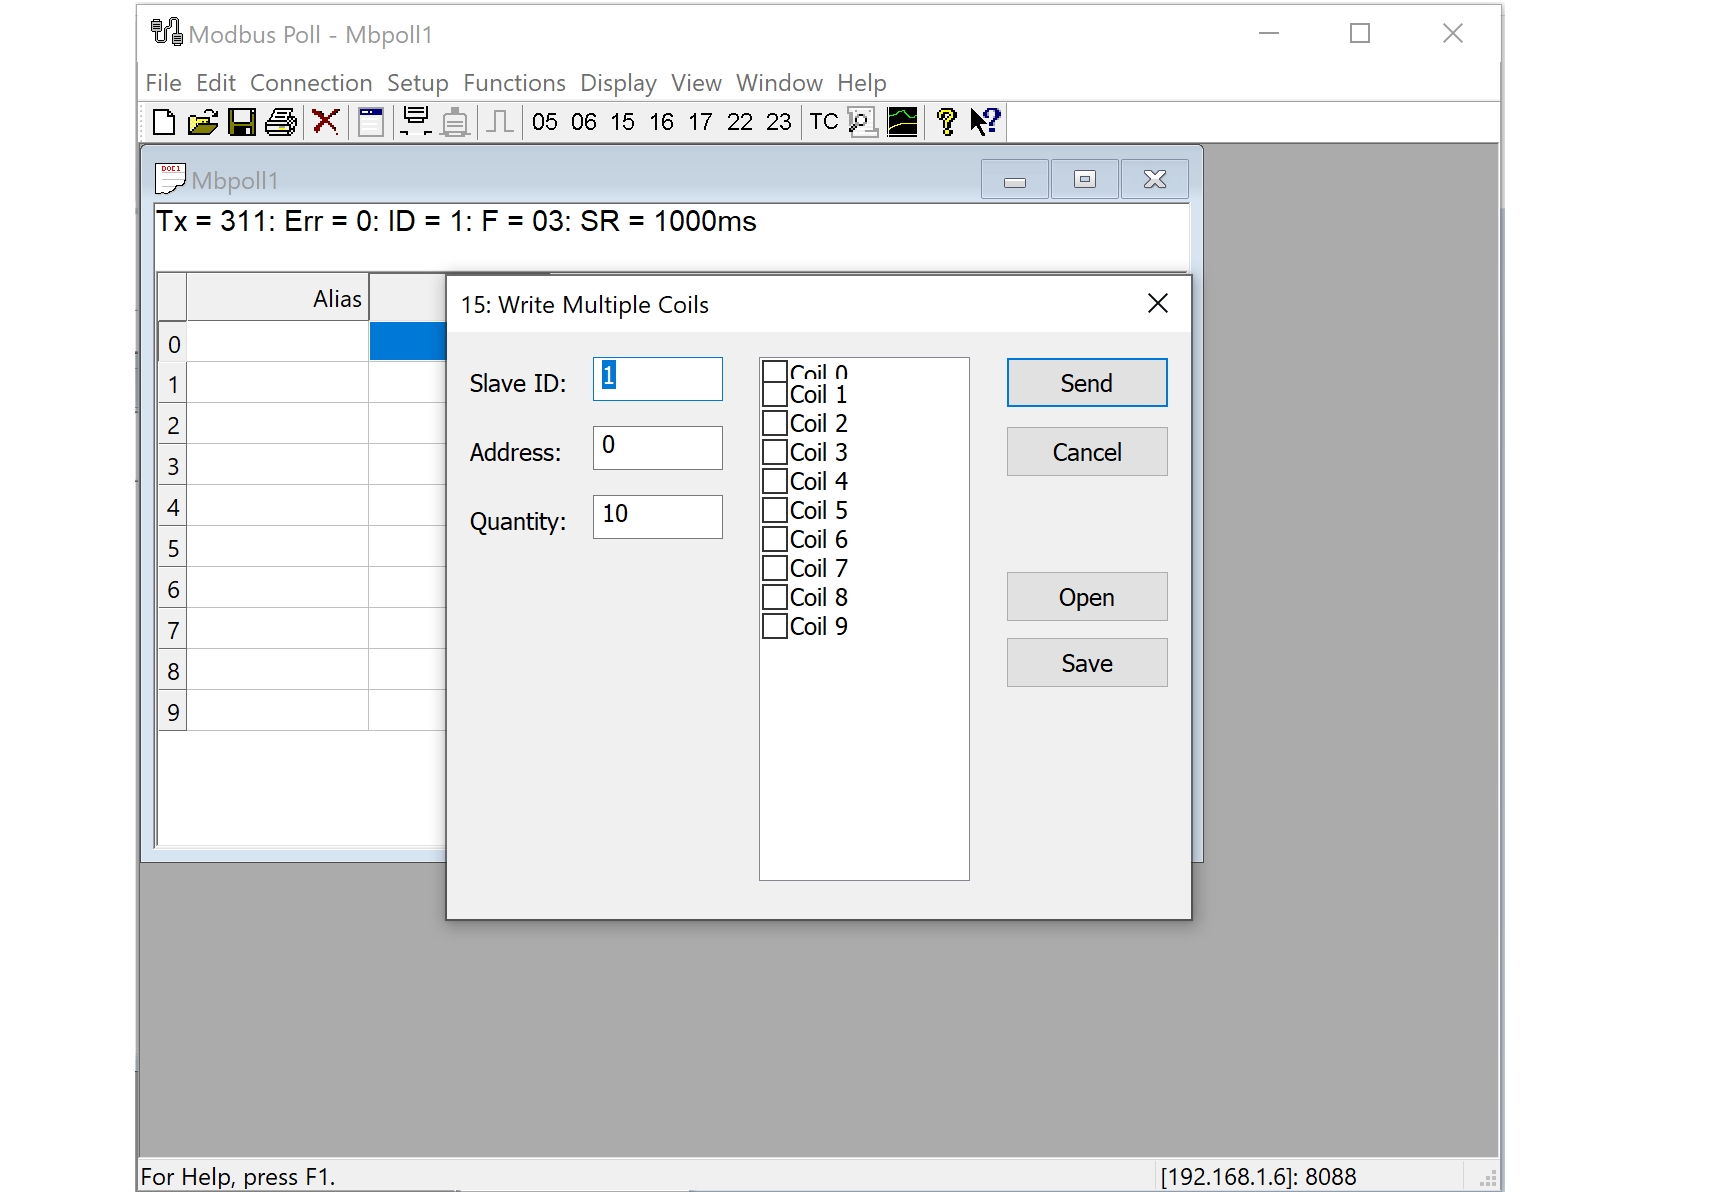 Modbus Poll - Mbpoll1
File Edit Connection Setup Functions Display View Window Help
05 06 15 16 17 22 23 TC
DOC1
Mbpoll1
Tx = 311: Err = 0: ID = 1: F = 03: SR = 1000ms
Alias
0
1
2
3
4
5
6
7
8
9
15: Write Multiple Coils
Slave ID: 1
Address: 0
Quantity: 10
Coil 0
Coil 1
Coil 2
Coil 3
Coil 4
Coil 5
Coil 6
Coil 7
Coil 8
Coil 9
Send
Cancel
Open
Save
For Help, press F1.
[192.168.1.6]: 8088